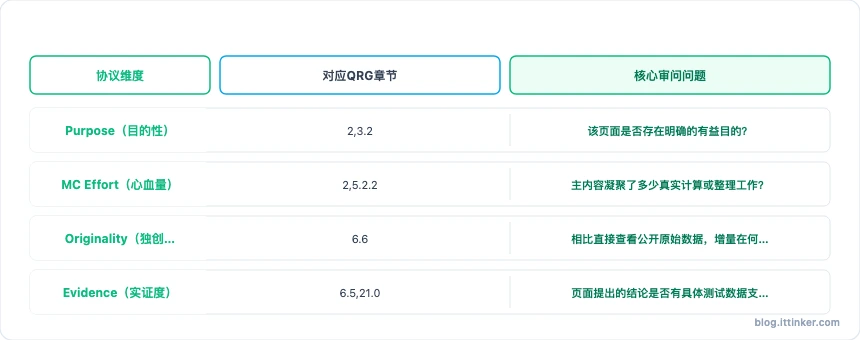 协议维度 对应QRG章节 核心审问问题
Purpose（目的性） 2,3.2 该页面是否存在明确的有益目的?
MC Effort（心血量） 2,5.2.2 主内容凝聚了多少真实计算或整理工作?
Originality（独创... 6.6 相比直接查看公开原始数据，增量在何...
Evidence（实证度） 6.5,21.0 页面提出的结论是否有具体测试数据支...
blog.ittinker.com